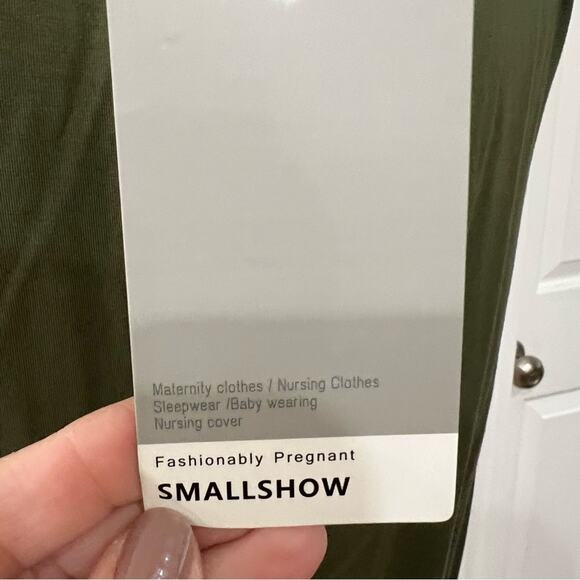 Maternity clothes / Nursing Clothes
Sleepwear /Baby wearing
Nursing cover
Fashionably Pregnant
SMALLSHOW